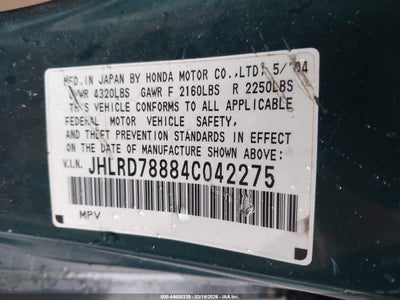 MFD.IN JAPAN BY HONDA MOTOR CO.,LTD; 5/'04
GVWR 4320LBS GAWR F 2160LBS R 2250LBS
THIS VEHICLE CONFORMS TO ALL APPLICABLE
FEDERAL MOTOR VEHICLE SAFETY,
AND THEFT PREVENTION STANDARDS IN EFFECT
ON THE DATE OF MANUFACTURE SHOWN ABOVE.
V.I.N. JHLRD78884C042275
MPV